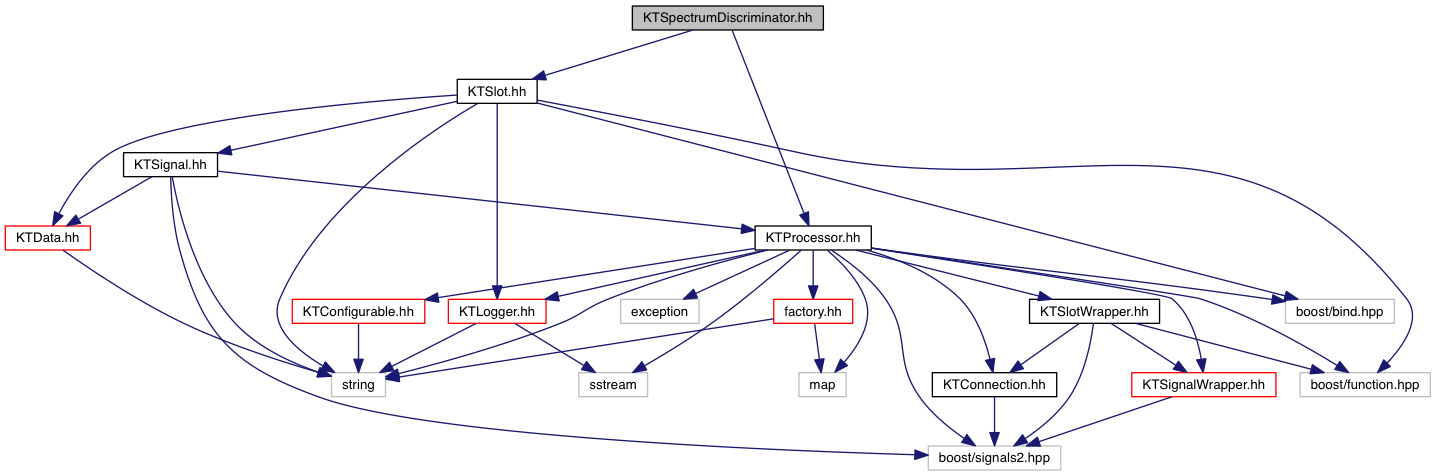 KTSpectrumDiscriminator.hh
KTSlot.hh
KTSignal.hh
KTData.hh
KTProcessor.hh
KTConfigurable.hh
KTLogger.hh
exception
factory.hh
KTSlotWrapper.hh
boost/bind.hpp
string
sstream
map
KTConnection.hh
KTSignalWrapper.hh
boost/function.hpp
boost/signals2.hpp